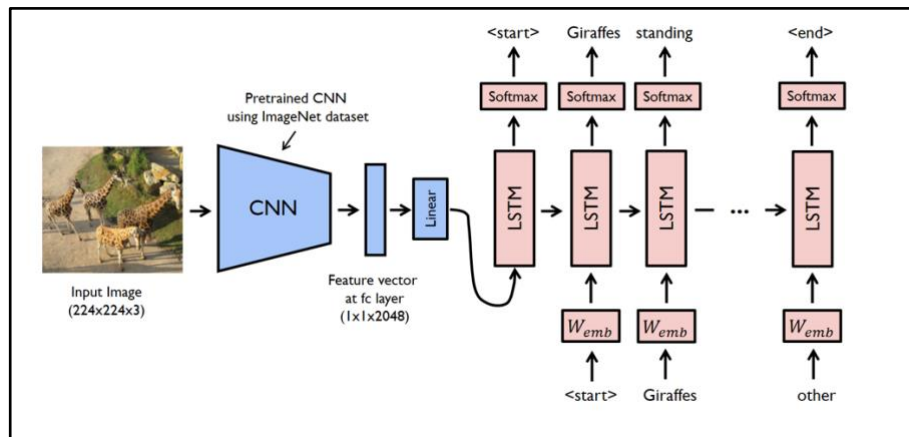 <start> Giraffes standing <end>
Softmax Softmax Softmax Softmax
Pretrained CNN
using ImageNet dataset
CNN
Linear
LSTM LSTM LSTM ... LSTM
Input Image
(224x224x3)
Feature vector
at fc layer
(1x1x2048)
W_emb W_emb W_emb
<start> Giraffes other